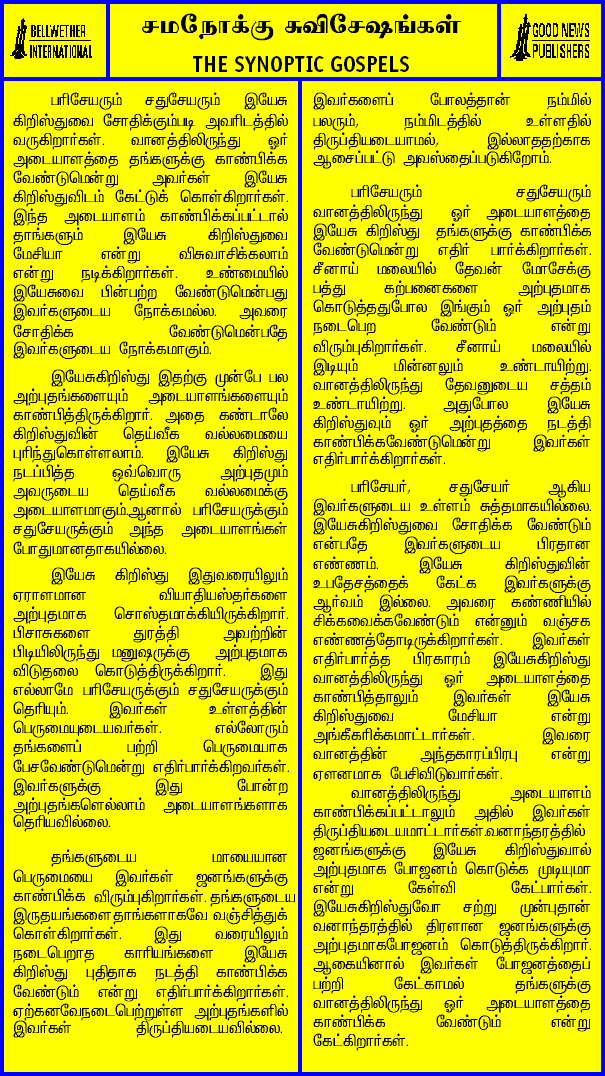 BELLWETHER
INTERNATIONAL
சமநோக்கு சுவிசேஷங்கள்
THE SYNOPTIC GOSPELS
GOOD NEWS
PUBLISHERS
பரிசேயரும் சதுசேயரும் இயேசு
கிறிஸ்துவை சோதிக்கும்படி அவரிடத்தில்
வருகிறார்கள். வானத்திலிருந்து ஓர்
அடையாளத்தை தங்களுக்கு காண்பிக்க
வேண்டுமென்று அவர்கள் இயேசு
கிறிஸ்துவிடம் கேட்டுக் கொள்கிறார்கள்.
இந்த அடையாளம் காண்பிக்கப்பட்டால்
தாங்களும் இயேசு கிறிஸ்துவை
மேசியா என்று விசுவாசிக்கலாம்
என்று நடிக்கிறார்கள். உண்மையில்
இயேசுவை பின்பற்ற வேண்டுமென்பது
இவர்களுடைய நோக்கமல்ல. அவரை
சோதிக்க வேண்டுமென்பதே
இவர்களுடைய நோக்கமாகும்.
இயேசுகிறிஸ்து இதற்கு முன்பே பல
அற்புதங்களையும் அடையாளங்களையும்
காண்பித்திருக்கிறார். அதை கண்டாலே
கிறிஸ்துவின் தெய்வீக வல்லமையை
புரிந்துகொள்ளலாம். இயேசு கிறிஸ்து
நடப்பித்த ஒவ்வொரு அற்புதமும்
அவருடைய தெய்வீக வல்லமைக்கு
அடையாளமாகும்.ஆனால் பரிசேயருக்கும்
சதுசேயருக்கும் அந்த அடையாளங்கள்
போதுமானதாகயில்லை.
இயேசு கிறிஸ்து இதுவரையிலும்
ஏராளமான வியாதியஸ்தர்களை
அற்புதமாக சொஸ்தமாக்கியிருக்கிறார்.
பிசாசுகளை துரத்தி அவற்றின்
பிடியிலிருந்து மனுஷருக்கு அற்புதமாக
விடுதலை கொடுத்திருக்கிறார். இது
எல்லாமே பரிசேயருக்கும் சதுசேயருக்கும்
தெரியும். இவர்கள் உள்ளத்தின்
பெருமையுடையவர்கள். எல்லோரும்
தங்களைப் பற்றி பெருமையாக
பேசவேண்டுமென்று எதிர்பார்க்கிறவர்கள்.
இவர்களுக்கு இது போன்ற
அற்புதங்களெல்லாம் அடையாளங்களாக
தெரியவில்லை.
தங்களுடைய மாயையான
பெருமையை இவர்கள் ஜனங்களுக்கு
காண்பிக்க விரும்புகிறார்கள். தங்களுடைய
இருதயங்களை தாங்களாகவே வஞ்சித்துக்
கொள்கிறார்கள். இது வரையிலும்
நடைபெறாத காரியங்களை இயேசு
கிறிஸ்து புதிதாக நடத்தி காண்பிக்க
வேண்டும் என்று எதிர்பார்க்கிறார்கள்.
ஏற்கனவேநடைபெற்றுள்ள அற்புதங்களில்
இவர்கள் திருப்தியடையவில்லை.
இவர்களைப் போலத்தான் நம்மில்
பலரும், நம்மிடத்தில் உள்ளதில்
திருப்தியடையாமல், இல்லாததற்காக
ஆசைப்பட்டு அவஸ்தைப்படுகிறோம்.
பரிசேயரும் சதுசேயரும்
வானத்திலிருந்து ஓர் அடையாளத்தை
இயேசு கிறிஸ்து தங்களுக்கு காண்பிக்க
வேண்டுமென்று எதிர் பார்க்கிறார்கள்.
சீனாய் மலையில் தேவன் மோசேக்கு
பத்து கற்பனைகளை அற்புதமாக
கொடுத்ததுபோல இங்கும் ஓர் அற்புதம்
நடைபெற வேண்டும் என்று
விரும்புகிறார்கள். சீனாய் மலையில்
இடியும் மின்னலும் உண்டாயிற்று.
வானத்திலிருந்து தேவனுடைய சத்தம்
உண்டாயிற்று. அதுபோல இயேசு
கிறிஸ்துவும் ஓர் அற்புதத்தை நடத்தி
காண்பிக்கவேண்டுமென்று இவர்கள்
எதிர்பார்க்கிறார்கள்.
பரிசேயர், சதுசேயர் ஆகிய
இவர்களுடைய உள்ளம் சுத்தமாகயில்லை.
இயேசுகிறிஸ்துவை சோதிக்க வேண்டும்
என்பதே இவர்களுடைய பிரதான
எண்ணம். இயேசு கிறிஸ்துவின்
உபதேசத்தைக் கேட்க இவர்களுக்கு
ஆர்வம் இல்லை. அவரை கண்ணியில்
சிக்கவைக்கவேண்டும் என்னும் வஞ்சக
எண்ணத்தோடிருக்கிறார்கள். இவர்கள்
எதிர்பார்த்த பிரகாரம் இயேசுகிறிஸ்து
வானத்திலிருந்து ஓர் அடையாளத்தை
காண்பித்தாலும் இவர்கள் இயேசு
கிறிஸ்துவை மேசியா என்று
அங்கீகரிக்கமாட்டார்கள். இவரை
வானத்தின் அந்தகாரப்பிரபு என்று
ஏளனமாக பேசிவிடுவார்கள்.
வானத்திலிருந்து அடையாளம்
காண்பிக்கப்பட்டாலும் அதில் இவர்கள்
திருப்தியடையமாட்டார்கள்.வனாந்தரத்தில்
ஜனங்களுக்கு இயேசு கிறிஸ்துவால்
அற்புதமாக போஜனம் கொடுக்க முடியுமா
என்று கேள்வி கேட்பார்கள்.
இயேசுகிறிஸ்துவோ சற்று முன்புதான்
வனாந்தரத்தில் திரளான ஜனங்களுக்கு
அற்புதமாகபோஜனம் கொடுத்திருக்கிறார்.
ஆகையினால் இவர்கள் போஜனத்தைப்
பற்றி கேட்காமல் தங்களுக்கு
வானத்திலிருந்து ஓர் அடையாளத்தை
காண்பிக்க வேண்டும் என்று
கேட்கிறார்கள்.